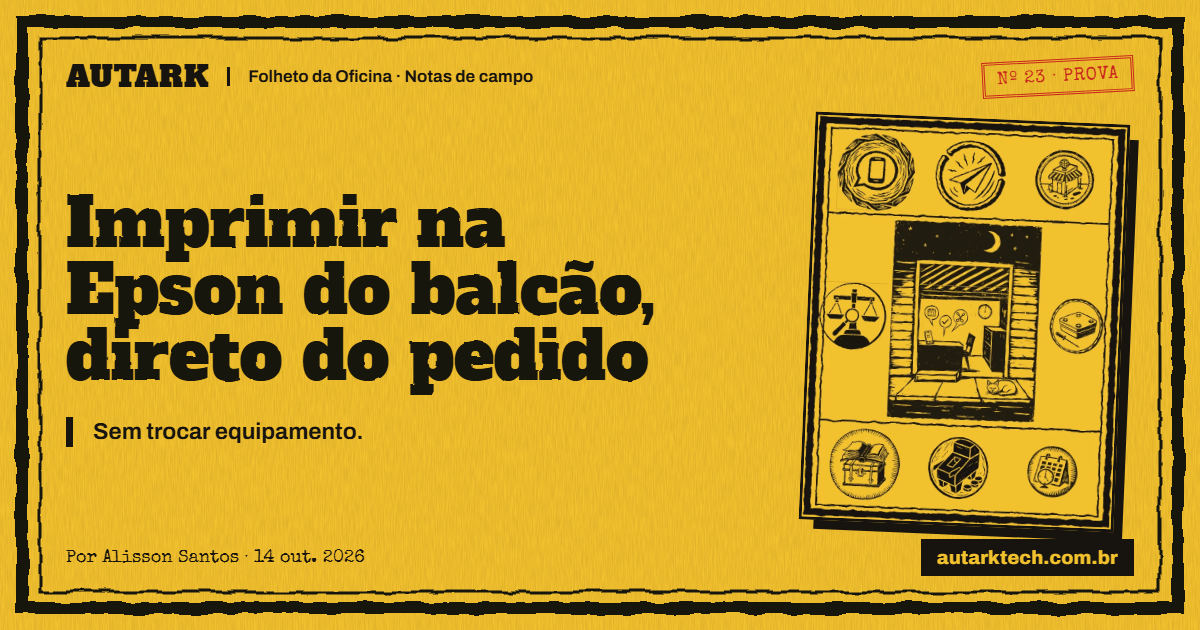 AUTARK
Folheto da Oficina · Notas de campo
Nº 23 · PROVA
Imprimir na
Epson do balcão,
direto do pedido
Sem trocar equipamento.
Por Alisson Santos · 14 out. 2026
autarktech.com.br